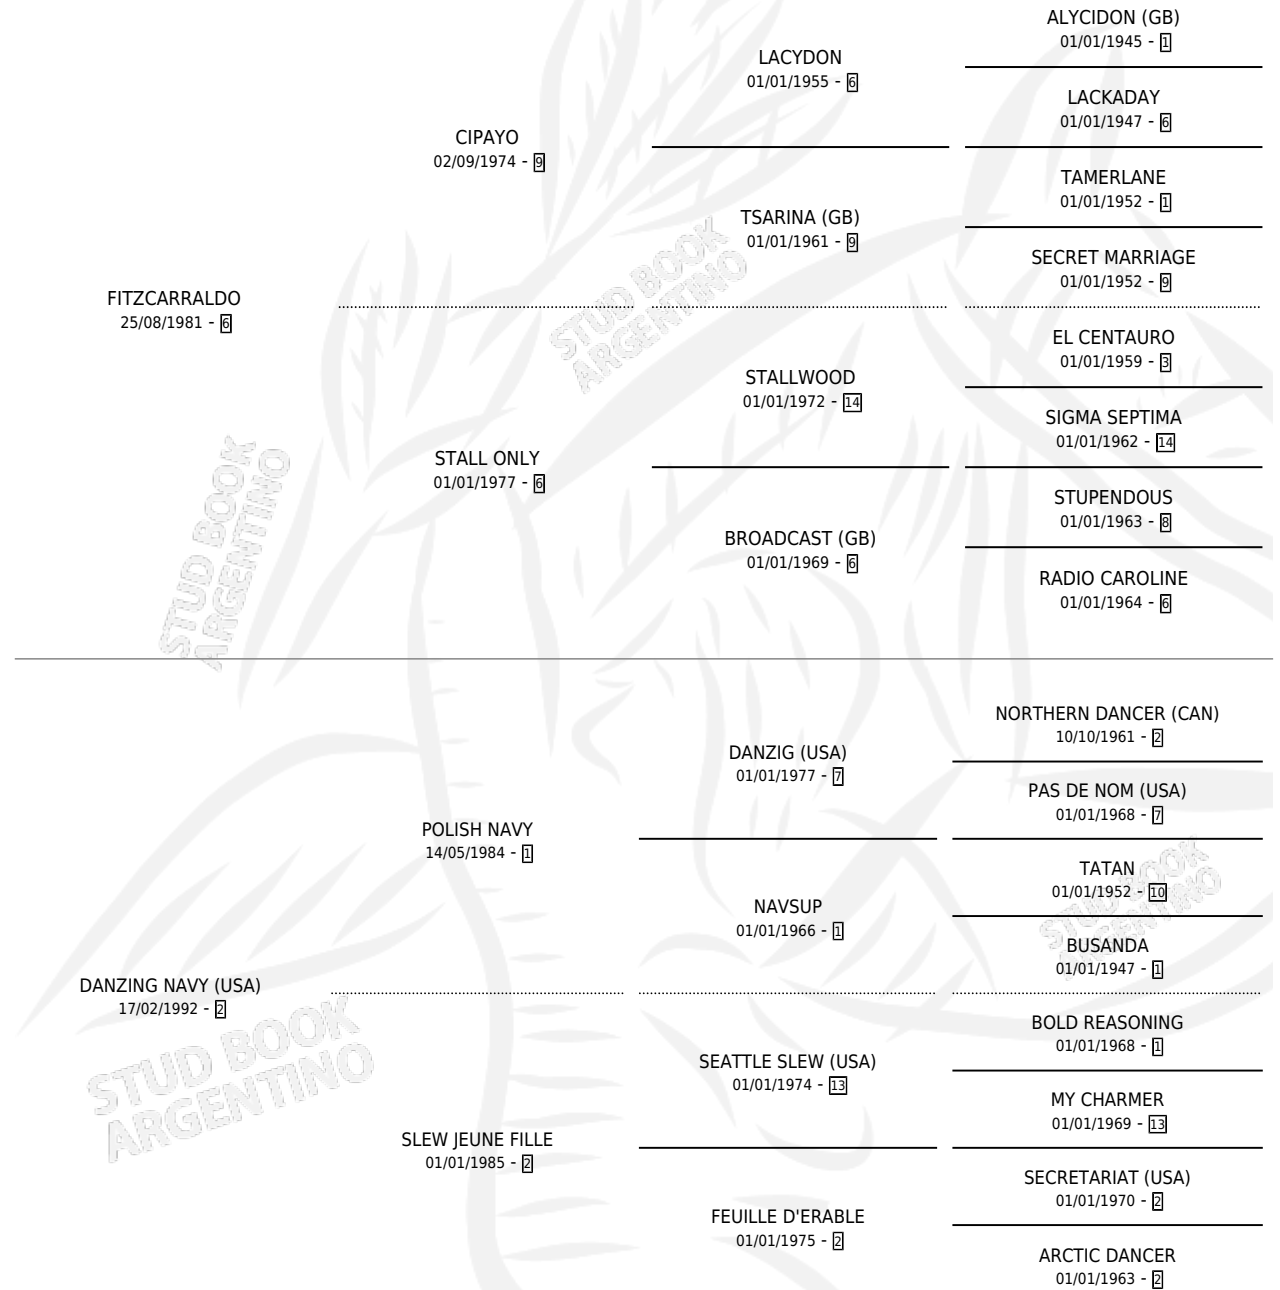 ALYCIDON (GB)
01/01/1945 - 1
LACYDON
01/01/1955 - 6
LACKADAY
01/01/1947 - 6
CIPAYO
02/09/1974 - 9
TAMERLANE
01/01/1952 - 1
TSARINA (GB)
01/01/1961 - 9
SECRET MARRIAGE
01/01/1952 - 9
FITZCARRALDO
25/08/1981 - 6
STUD BOOK
ARGENTINO
EL CENTAURO
01/01/1959 - 3
STALLWOOD
01/01/1972 - 14
SIGMA SEPTIMA
01/01/1962 - 14
STALL ONLY
01/01/1977 - 6
STUD BOOK
ARGENTINO
STUPENDOUS
01/01/1963 - 8
BROADCAST (GB)
01/01/1969 - 6
RADIO CAROLINE
01/01/1964 - 6
NORTHERN DANCER (CAN)
10/10/1961 - 2
DANZIG (USA)
01/01/1977 - 7
PAS DE NOM (USA)
01/01/1968 - 7
POLISH NAVY
14/05/1984 - 1
TATAN
01/01/1952 - 10
STUD BOOK
ARGENTINO
NAVSUP
01/01/1966 - 1
BUSANDA
01/01/1947 - 1
DANZING NAVY (USA)
17/02/1992 - 2
STUD BOOK
ARGENTINO
BOLD REASONING
01/01/1968 - 1
SEATTLE SLEW (USA)
01/01/1974 - 13
MY CHARMER
01/01/1969 - 13
SLEW JEUNE FILLE
01/01/1985 - 2
SECRETARIAT (USA)
01/01/1970 - 2
FEUILLE D'ERABLE
01/01/1975 - 2
ARCTIC DANCER
01/01/1963 - 2